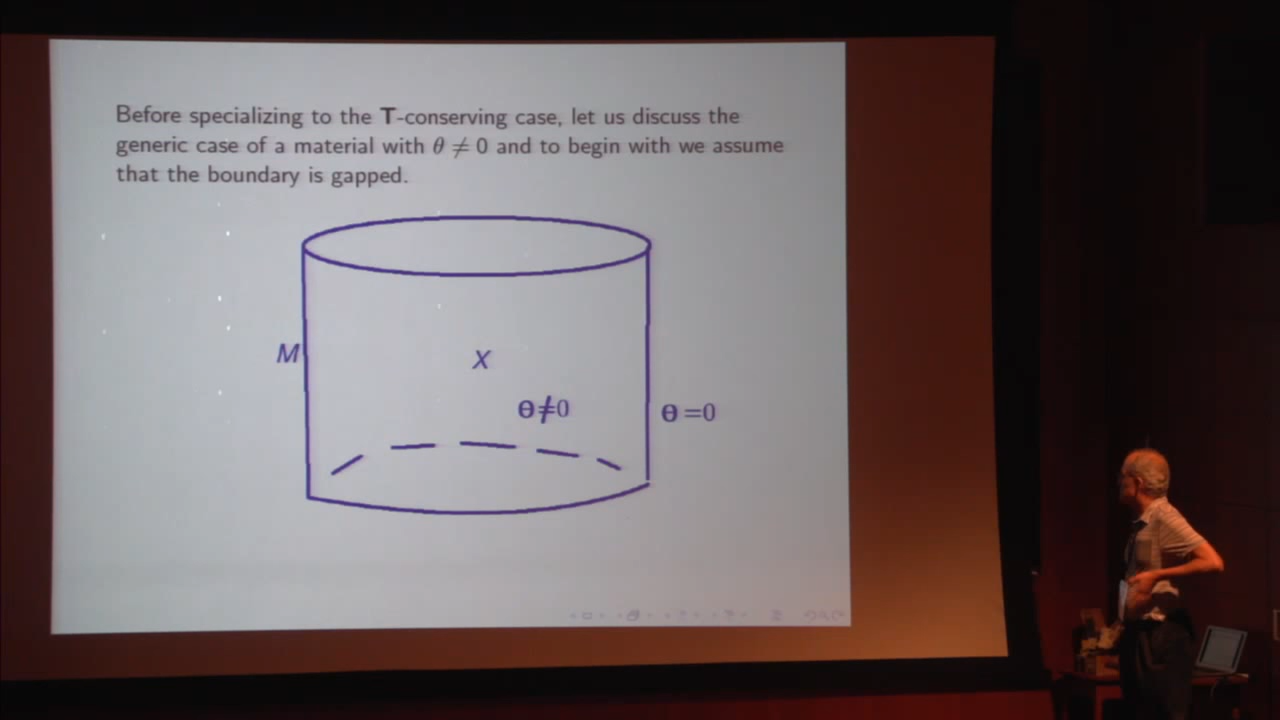 Before specializing to the T-conserving case, let us discuss the
generic case of a material with θ ≠ 0 and to begin with we assume
that the boundary is gapped.
M
X
θ≠0
θ=0